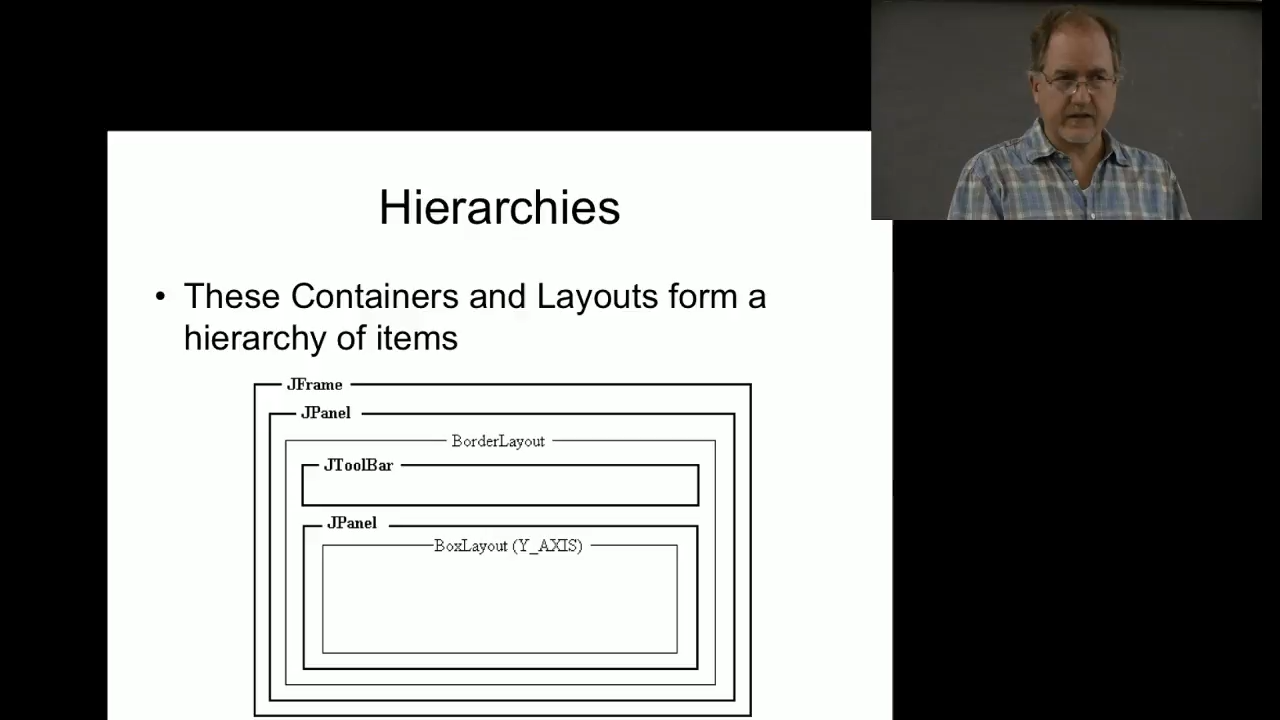 Hierarchies
• These Containers and Layouts form a
hierarchy of items
JFrame
JPanel
BorderLayout
JToolBar
JPanel
BoxLayout (Y_AXIS)